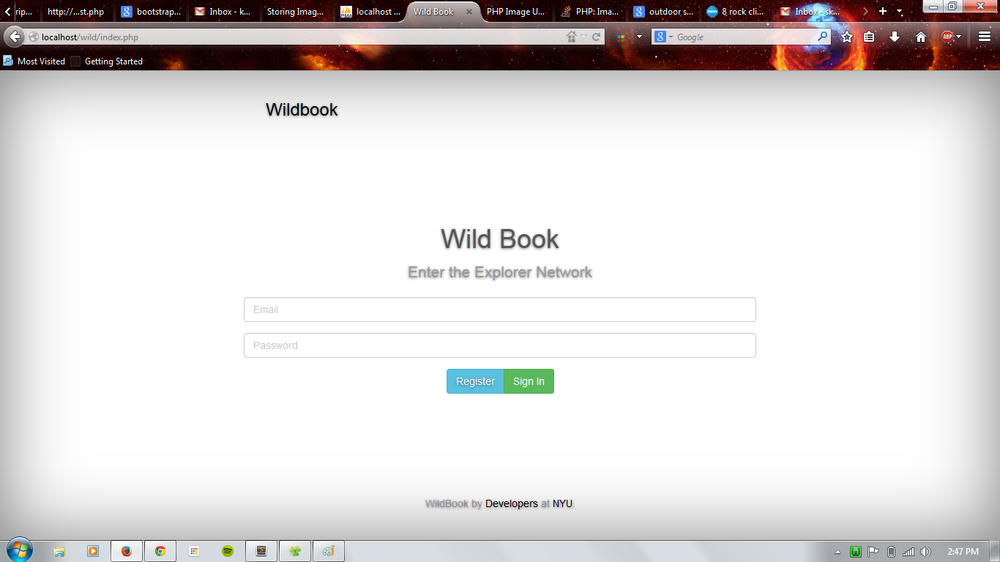 rip... http://...st.php bootstrap... Inbox - k... Storing Imag... localhost ... Wild Book PHP Image U... PHP: Ima... outdoor s... 8 rock cli... Inbox - sk...
localhost/wild/index.php Google
Most Visited Getting Started
Wildbook
Wild Book
Enter the Explorer Network
Email
Password
Register Sign In
WildBook by Developers at NYU.
2:47 PM